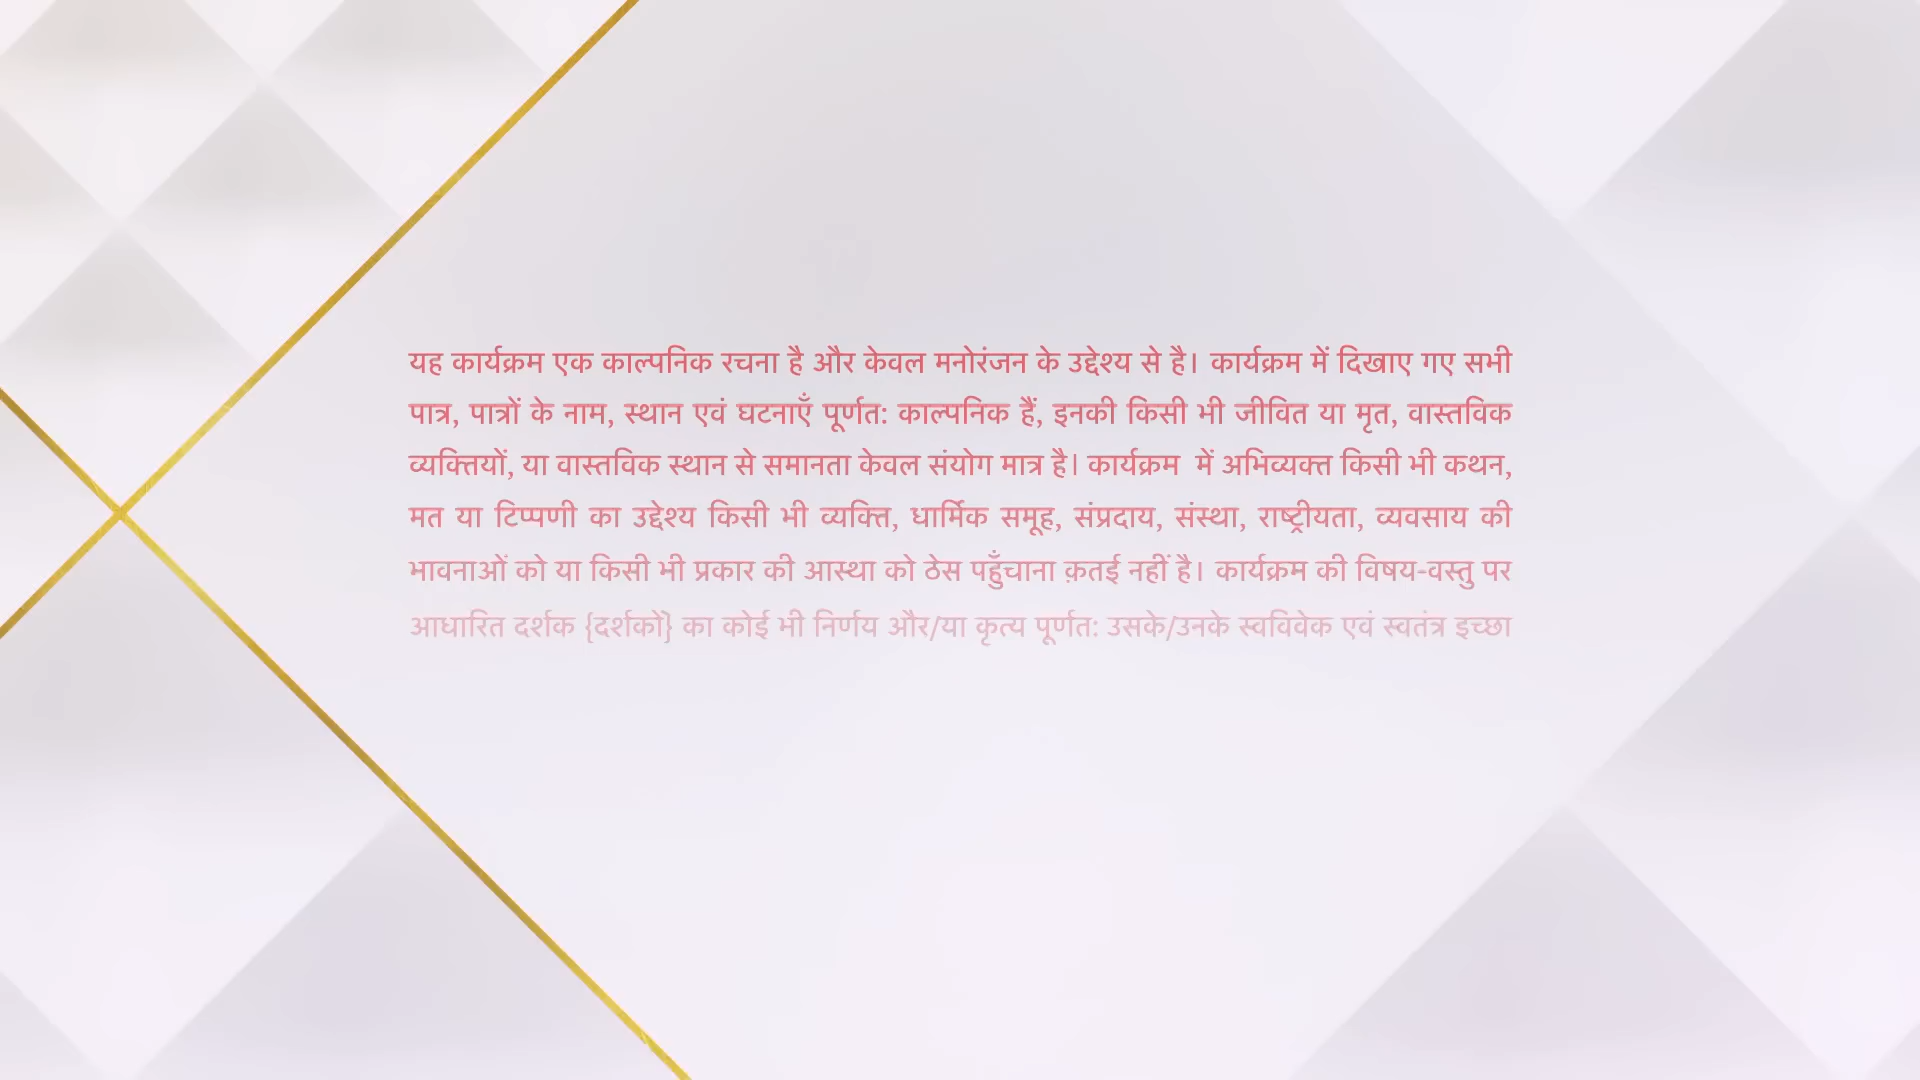 यह कार्यक्रम एक काल्पनिक रचना है और केवल मनोरंजन के उद्देश्य से है। कार्यक्रम में दिखाए गए सभी
पात्र, पात्रों के नाम, स्थान एवं घटनाएँ पूर्णत: काल्पनिक हैं, इनकी किसी भी जीवित या मृत, वास्तविक
व्यक्तियों, या वास्तविक स्थान से समानता केवल संयोग मात्र है। कार्यक्रम में अभिव्यक्त किसी भी कथन,
मत या टिप्पणी का उद्देश्य किसी भी व्यक्ति, धार्मिक समूह, संप्रदाय, संस्था, राष्ट्रीयता, व्यवसाय की
भावनाओं को या किसी भी प्रकार की आस्था को ठेस पहुँचाना क़तई नहीं है। कार्यक्रम की विषय-वस्तु पर
आधारित दर्शक {दर्शकों} का कोई भी निर्णय और/या कृत्य पूर्णत: उसके/उनके स्वविवेक एवं स्वतंत्र इच्छा